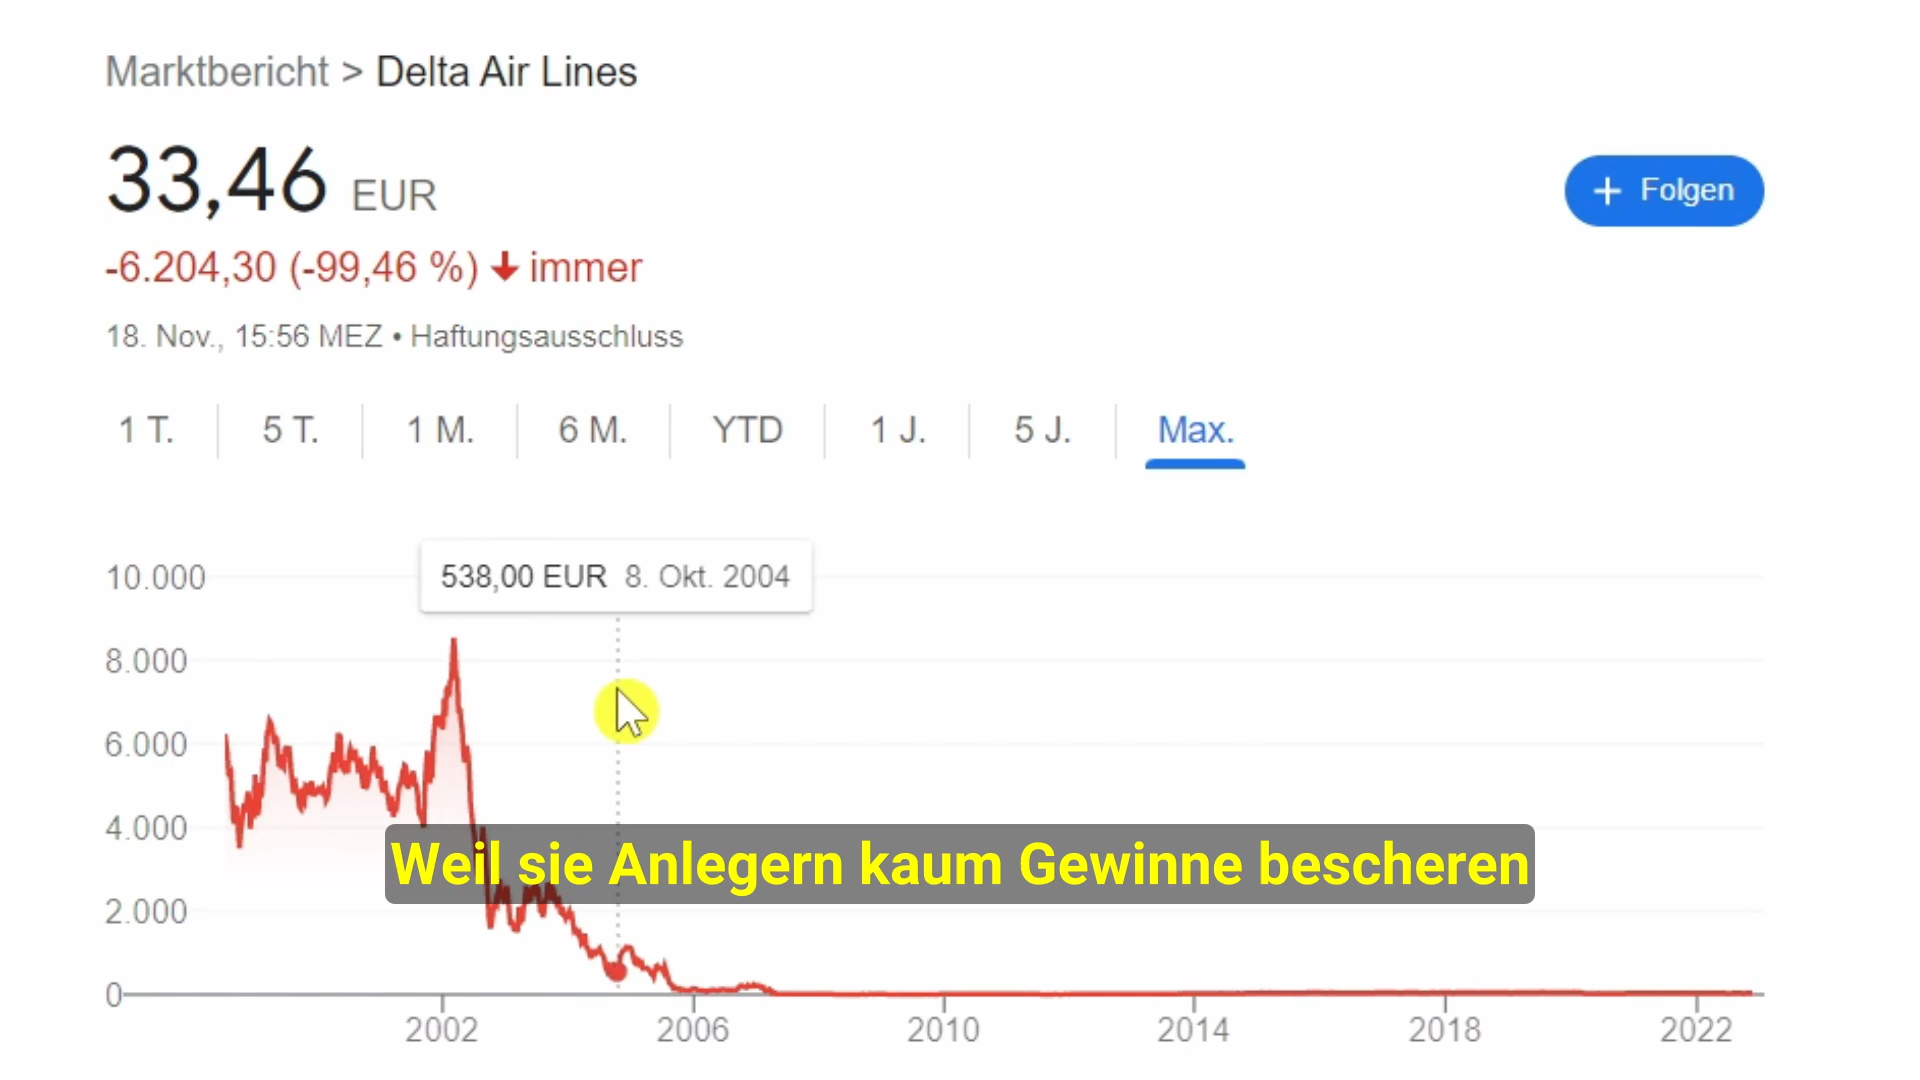 Marktbericht > Delta Air Lines
33,46 EUR
+ Folgen
-6.204,30 (-99,46 %) ↓ immer
18. Nov., 15:56 MEZ • Haftungsausschluss
1 T. 5 T. 1 M. 6 M. YTD 1 J. 5 J. Max.
538,00 EUR 8. Okt. 2004
10.000
8.000
6.000
4.000
Weil sie Anlegern kaum Gewinne bescheren
2.000
0
2002 2006 2010 2014 2018 2022